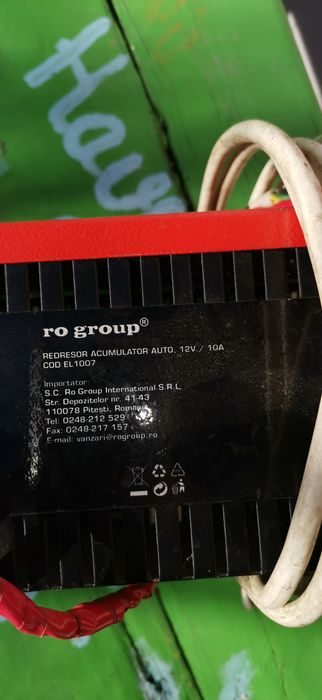 Hav
ro group®
REDRESOR ACUMULATOR AUTO, 12V / 10A
COD EL1007
Importator:
S.C. Ro Group International S.R.L.
Str. Depozitelor nr. 41-43
110078 Pitesti, Romania
Tel: 0248-212 529
Fax: 0248-217 157
E-mail: vanzari@rogroup.ro